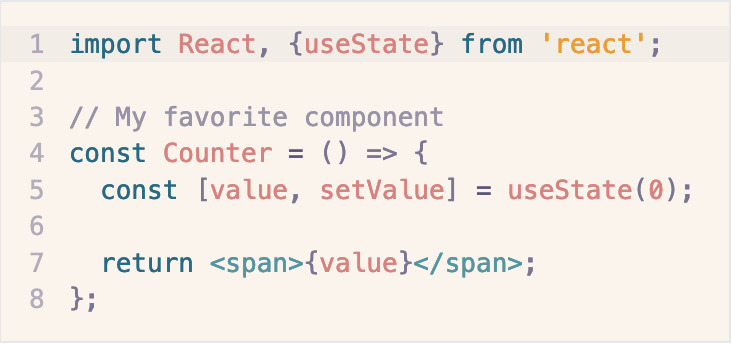 1 import React, {useState} from 'react';
2
3 // My favorite component
4 const Counter = () => {
5   const [value, setValue] = useState(0);
6
7   return <span>{value}</span>;
8 };